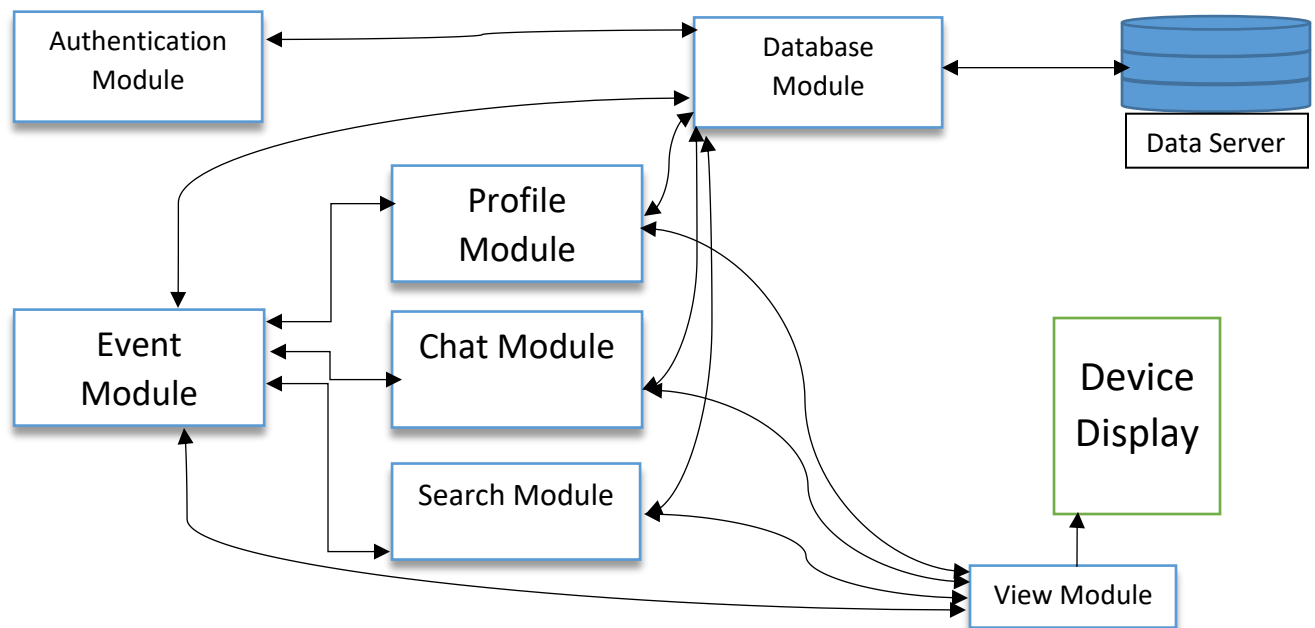 Authentication
Module
Database
Module
Data Server
Profile
Module
Event
Module
Chat Module
Device
Display
Search Module
View Module